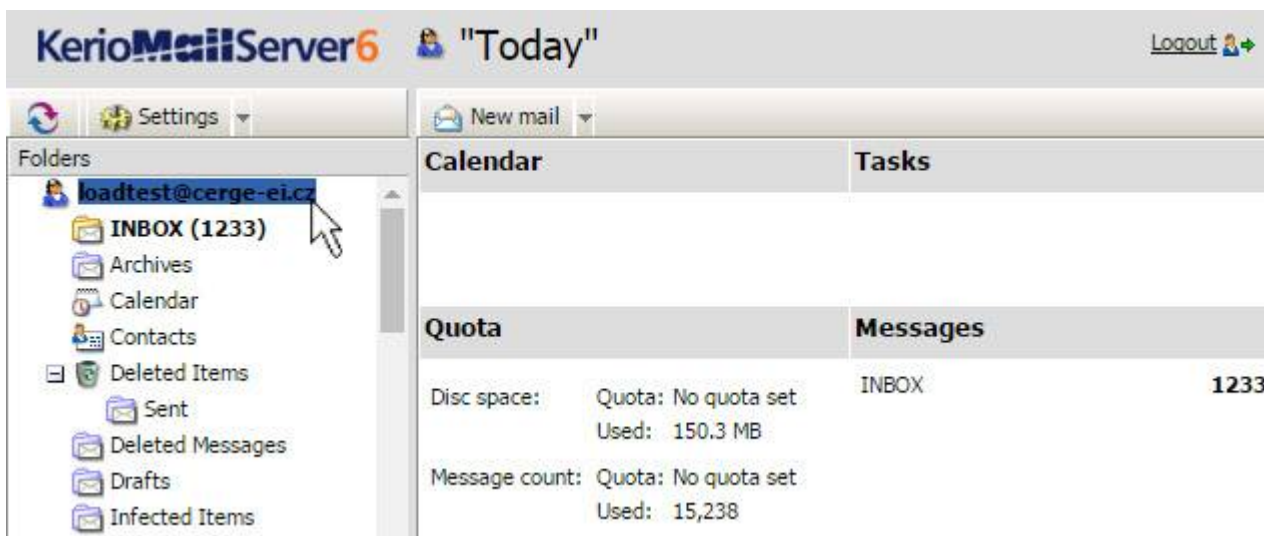 KerioMailServer6 "Today" Logout
Settings New mail
Folders
loadtest@cerge-ei.cz
INBOX (1233)
Archives
Calendar
Contacts
Deleted Items
Sent
Deleted Messages
Drafts
Infected Items
Calendar Tasks
Quota Messages
Disc space: Quota: No quota set
Used: 150.3 MB
Message count: Quota: No quota set
Used: 15,238
INBOX 1233